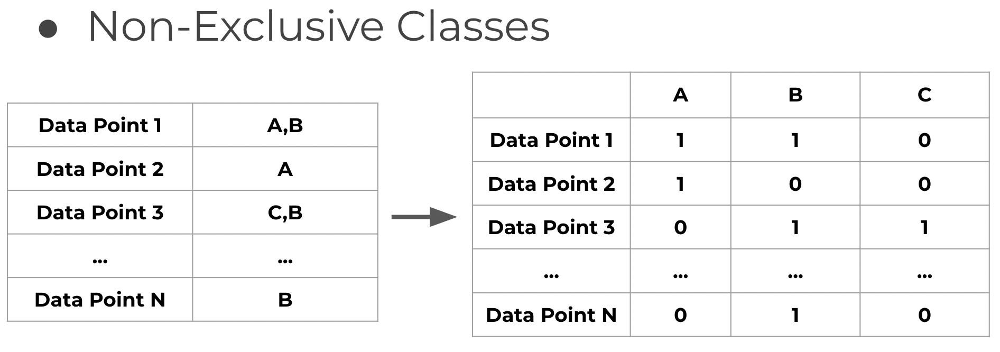 ● Non-Exclusive Classes
Data Point 1 A,B
Data Point 2 A
Data Point 3 C,B
... ...
Data Point N B
A B C
Data Point 1 1 1 0
Data Point 2 1 0 0
Data Point 3 0 1 1
... ... ... ...
Data Point N 0 1 0